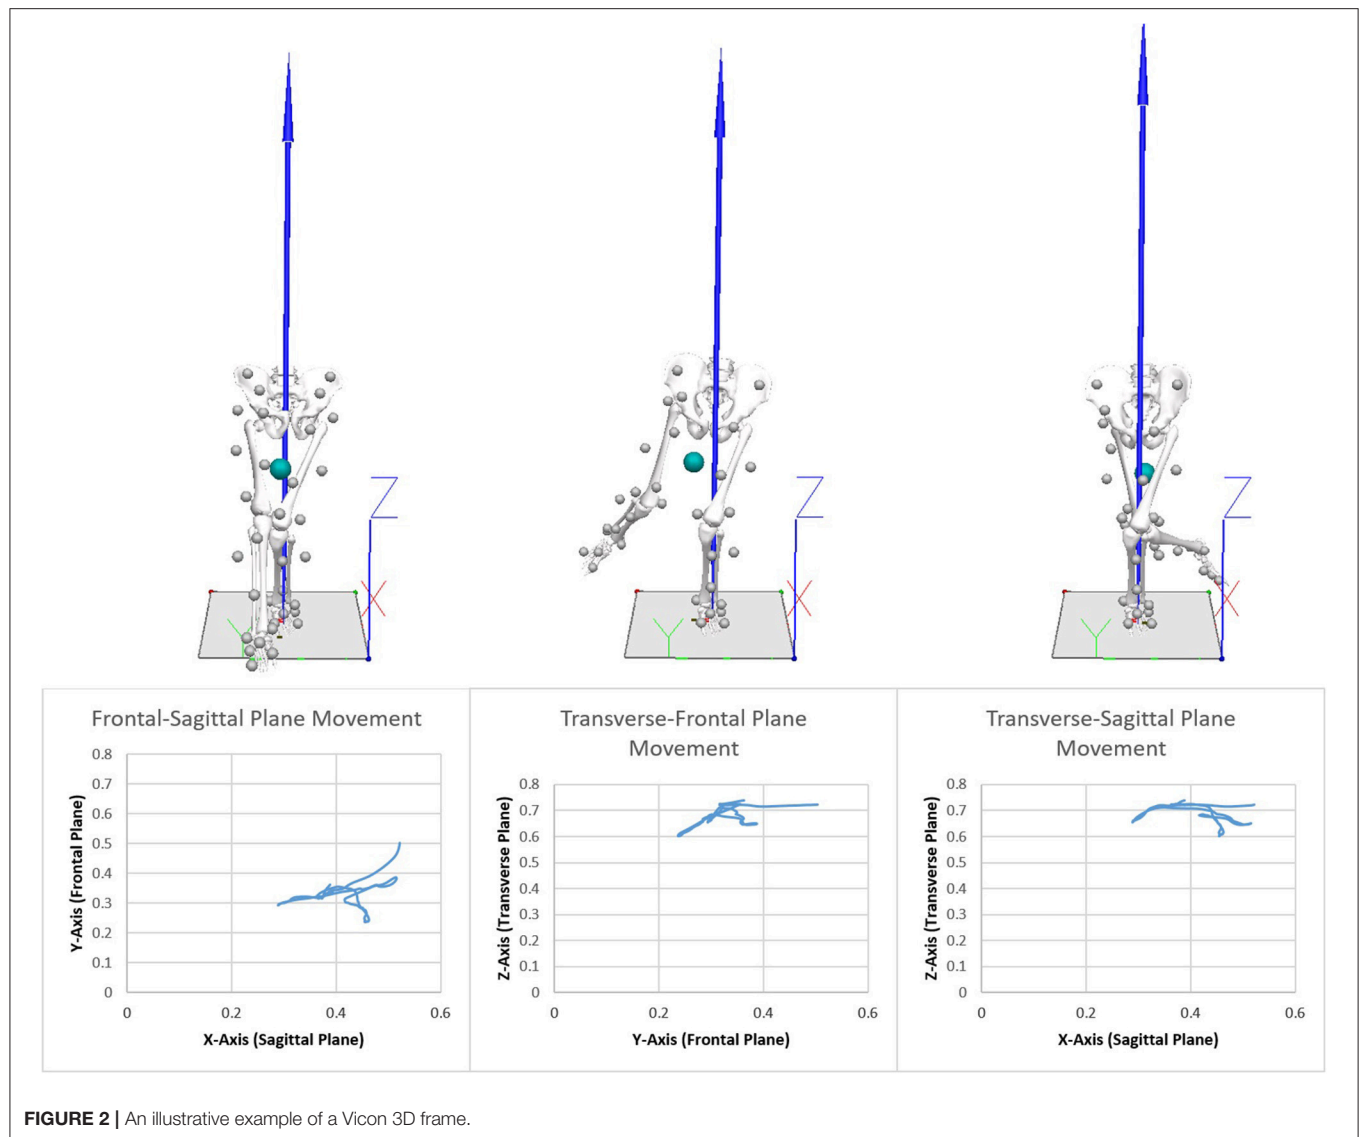 Z
X
Y
Z
X
Y
Z
X
Y
Frontal-Sagittal Plane Movement
Y-Axis (Frontal Plane)
0.8
0.7
0.6
0.5
0.4
0.3
0.2
0.1
0
0
0.2
0.4
0.6
X-Axis (Sagittal Plane)
Transverse-Frontal Plane
Movement
Z-Axis (Transverse Plane)
0.8
0.7
0.6
0.5
0.4
0.3
0.2
0.1
0
0
0.2
0.4
0.6
Y-Axis (Frontal Plane)
Transverse-Sagittal Plane
Movement
Z-Axis (Transverse Plane)
0.8
0.7
0.6
0.5
0.4
0.3
0.2
0.1
0
0
0.2
0.4
0.6
X-Axis (Sagittal Plane)
FIGURE 2 | An illustrative example of a Vicon 3D frame.